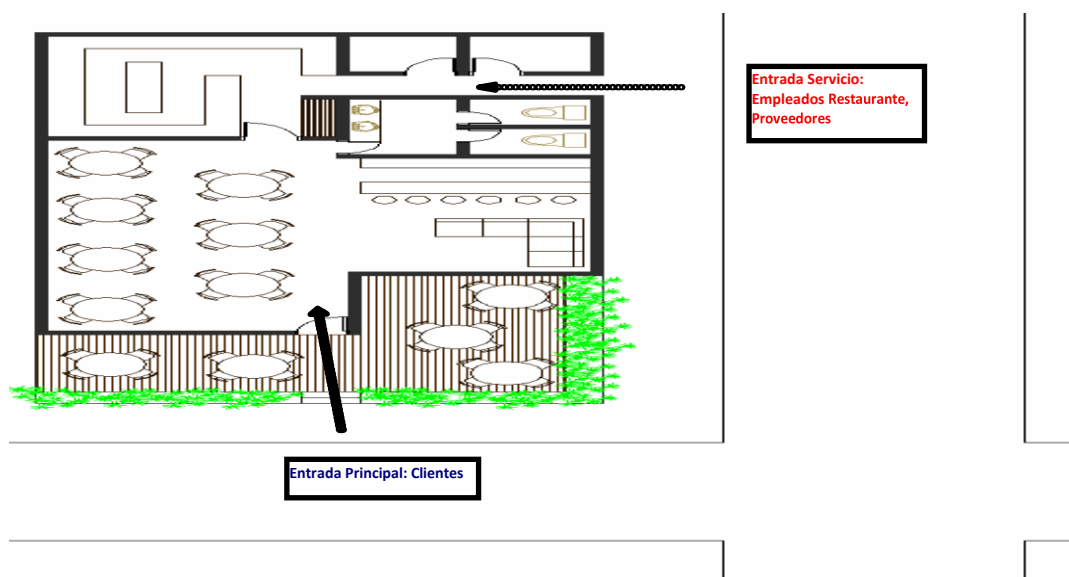 Entrada Servicio:
Empleados Restaurante,
Proveedores
Entrada Principal: Clientes